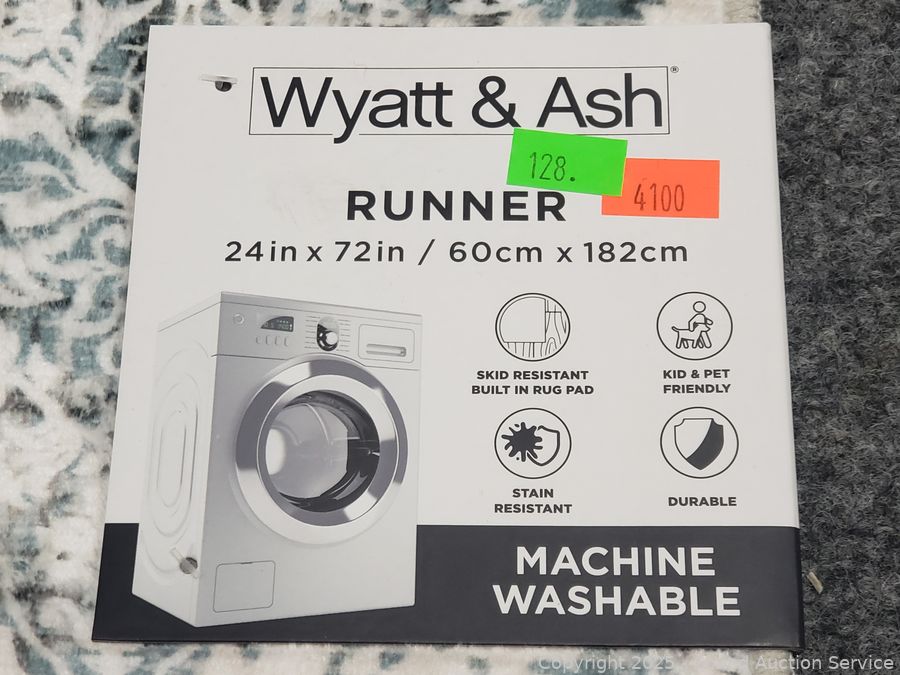 Wyatt & Ash®
128.
4100
RUNNER
24in x 72in / 60cm x 182cm
SKID RESISTANT
BUILT IN RUG PAD
KID & PET
FRIENDLY
STAIN
RESISTANT
DURABLE
MACHINE
WASHABLE
Copyright 2025 Auction Service